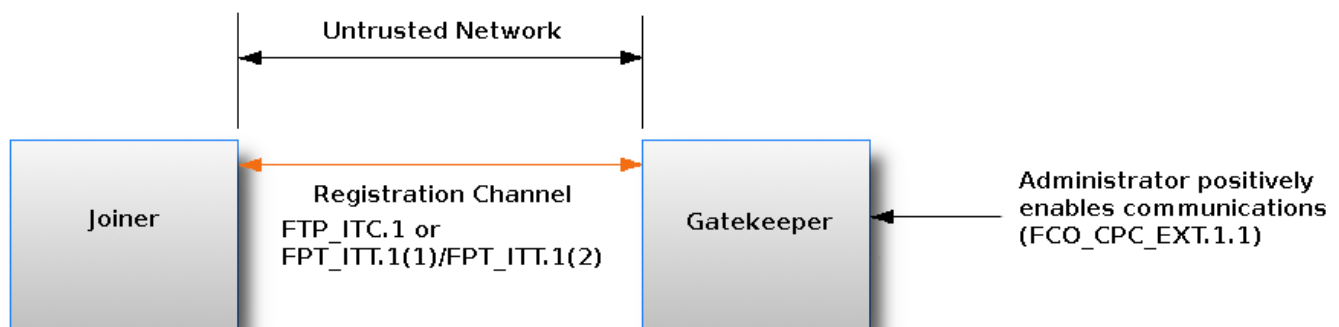 Untrusted Network
Registration Channel
FTP_ITC.1 or
FPT_ITT.1(1)/FPT_ITT.1(2)
Joiner
Gatekeeper
Administrator positively
enables communications
(FCO_CPC_EXT.1.1)